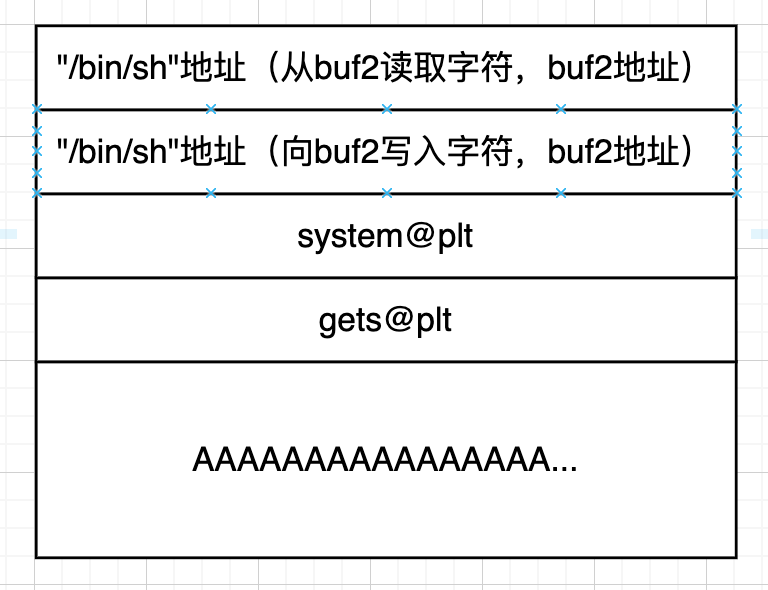 "/bin/sh"地址（从buf2读取字符，buf2地址）
"/bin/sh"地址（向buf2写入字符，buf2地址）
system@plt
gets@plt
AAAAAAAAAAAAAAAA...